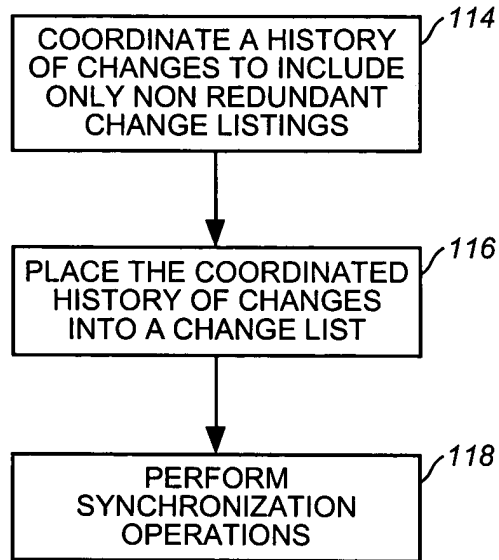 114
COORDINATE A HISTORY
OF CHANGES TO INCLUDE
ONLY NON REDUNDANT
CHANGE LISTINGS
116
PLACE THE COORDINATED
HISTORY OF CHANGES
INTO A CHANGE LIST
118
PERFORM
SYNCHRONIZATION
OPERATIONS